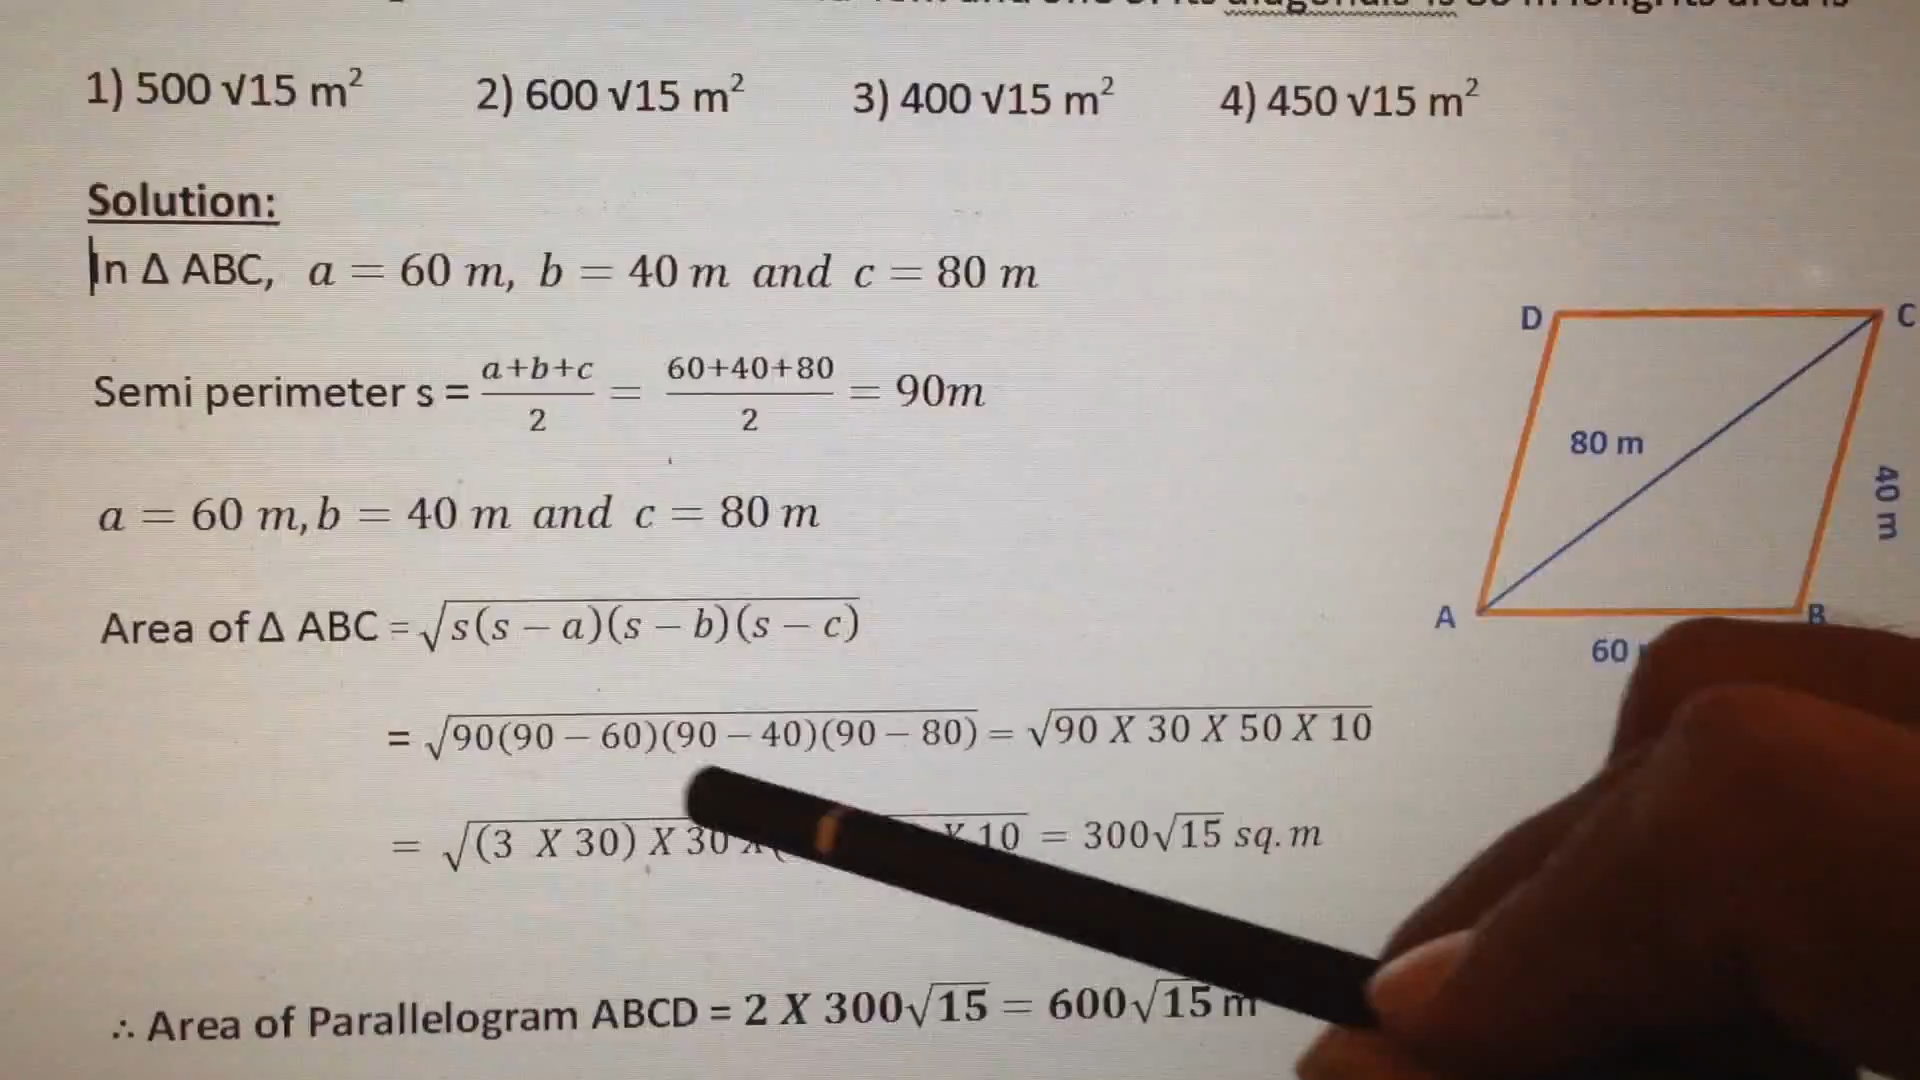 1) 500 √15 m² 2) 600 √15 m² 3) 400 √15 m² 4) 450 √15 m²
Solution:
In Δ ABC, a = 60 m, b = 40 m and c = 80 m
Semi perimeter s = (a+b+c)/2 = (60+40+80)/2 = 90m
a = 60 m, b = 40 m and c = 80 m
Area of Δ ABC = √s(s − a)(s − b)(s − c)
= √90(90 − 60)(90 − 40)(90 − 80) = √90 X 30 X 50 X 10
= √(3 X 30) X 30 X ( X 10 = 300√15 sq.m
∴ Area of Parallelogram ABCD = 2 X 300√15 = 600√15 m
D
C
80 m
40 m
A
B
60